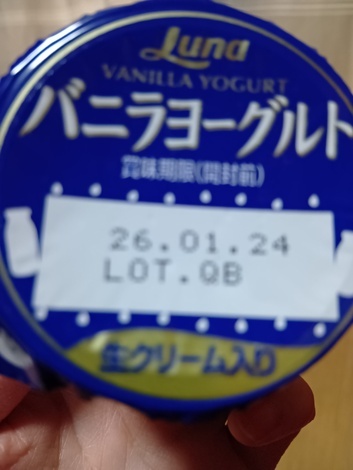 Luna
VANILLA YOGURT
バニラヨーグルト
賞味期限(開封前)
26.01.24
LOT.QB
生クリーム入り